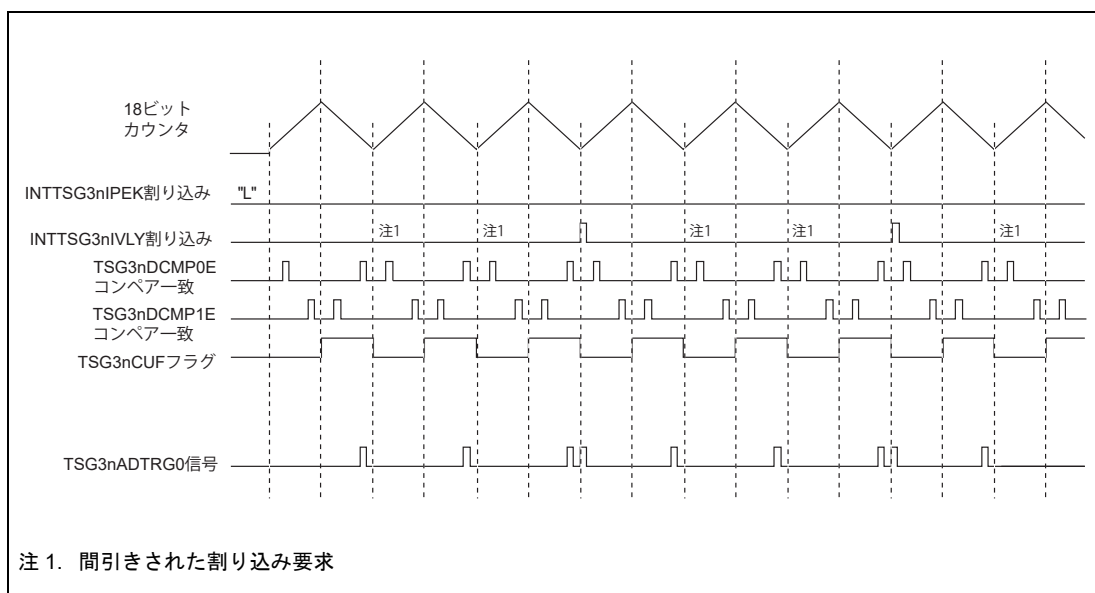 18ビット
カウンタ
INTTSG3nIPEK割り込み "L"
INTTSG3nIVLY割り込み 注1 注1 注1 注1 注1
TSG3nDCMP0E
コンペアー致
TSG3nDCMP1E
コンペアー致
TSG3nCUFフラグ
TSG3nADTRG0信号
注 1. 間引きされた割り込み要求